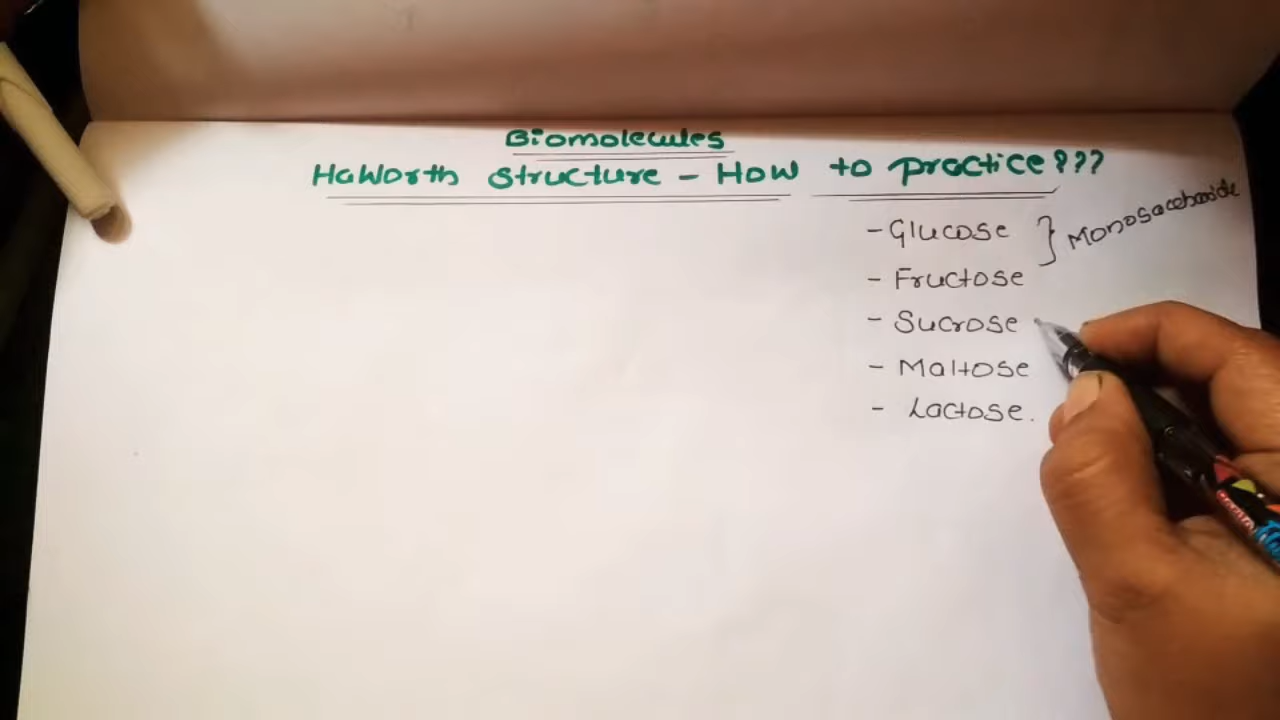 Biomolecules
Haworth Structure - How to practice???
- Glucose } Monosaccharide
- Fructose
- Sucrose
- Maltose
- Lactose.